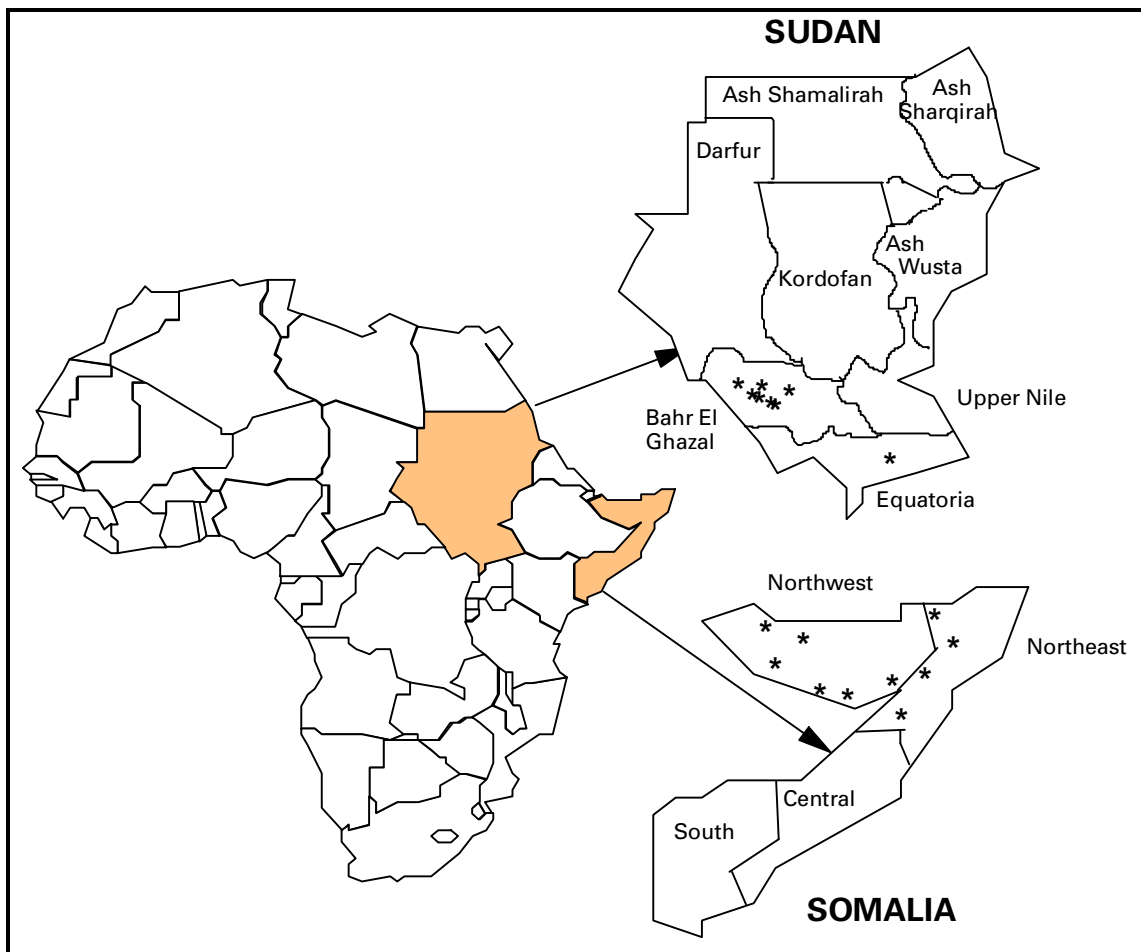 SUDAN
Ash Shamalirah
Ash
Sharqirah
Darfur
Ash
Wusta
Kordofan
* * * * * * *
Bahr El
Ghazal
Upper Nile
*
Equatoria
Northwest
* * * * * * * * * *
Northeast
Central
South
SOMALIA